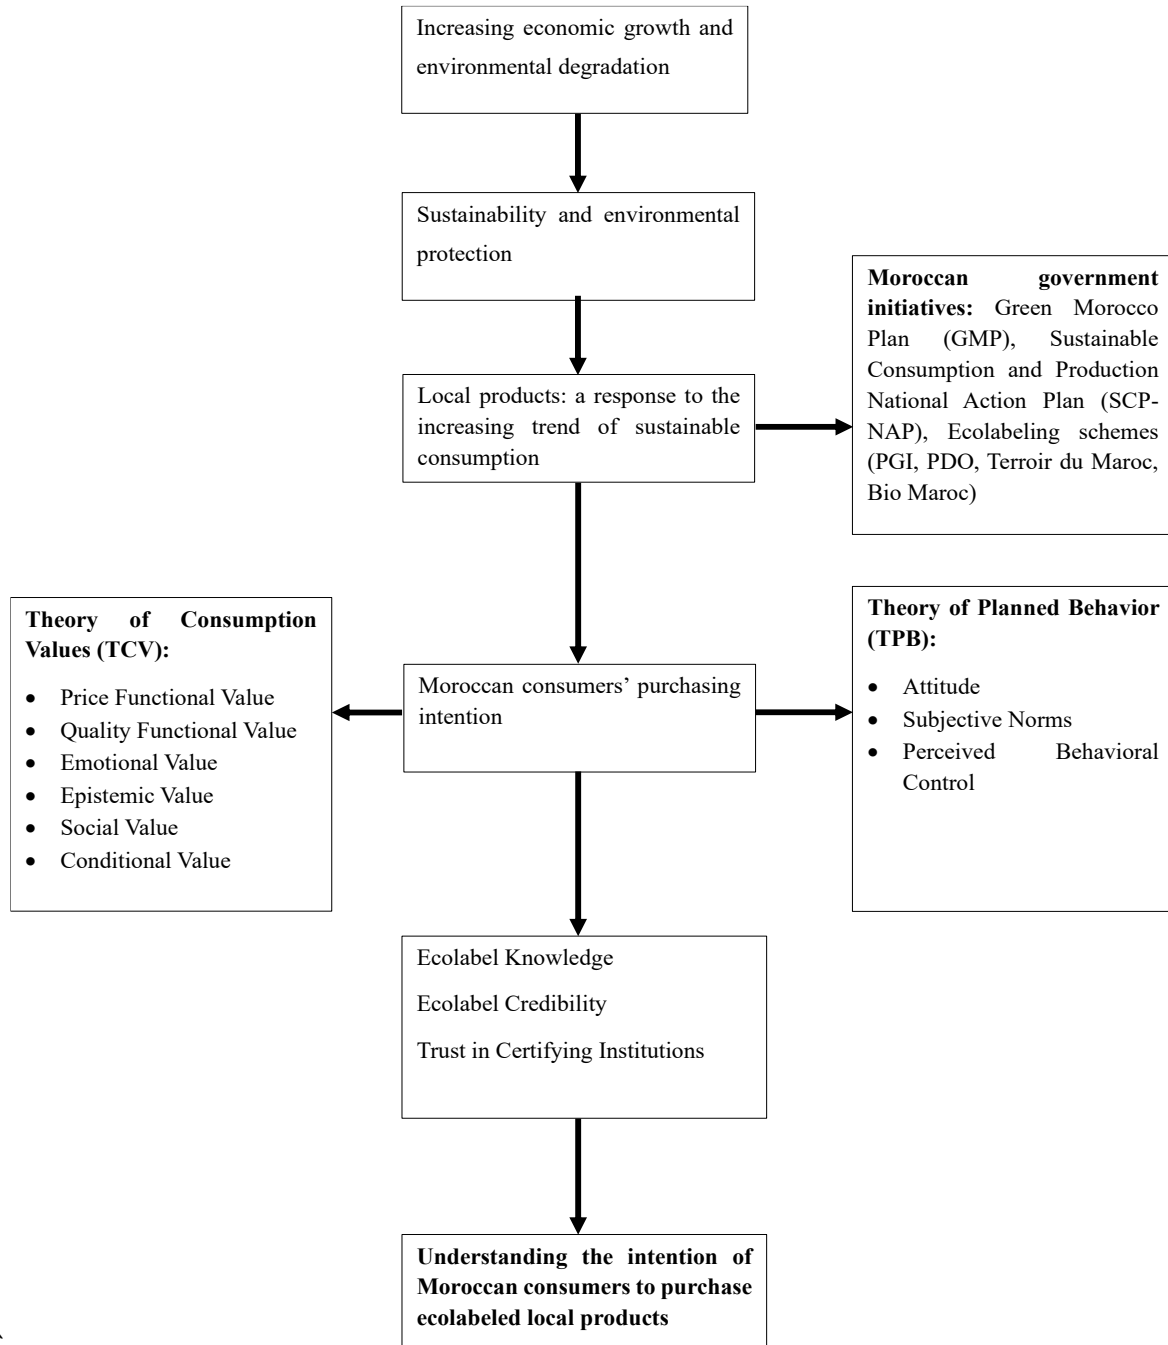 Increasing economic growth and
environmental degradation
Sustainability and environmental
protection
Moroccan government
initiatives: Green Morocco
Plan (GMP), Sustainable
Consumption and Production
National Action Plan (SCP-
NAP), Ecolabeling schemes
(PGI, PDO, Terroir du Maroc,
Bio Maroc)
Local products: a response to the
increasing trend of sustainable
consumption
Theory of Consumption
Values (TCV):
• Price Functional Value
• Quality Functional Value
• Emotional Value
• Epistemic Value
• Social Value
• Conditional Value
Moroccan consumers’ purchasing
intention
Theory of Planned Behavior
(TPB):
• Attitude
• Subjective Norms
• Perceived Behavioral
Control
Ecolabel Knowledge
Ecolabel Credibility
Trust in Certifying Institutions
Understanding the intention of
Moroccan consumers to purchase
ecolabeled local products